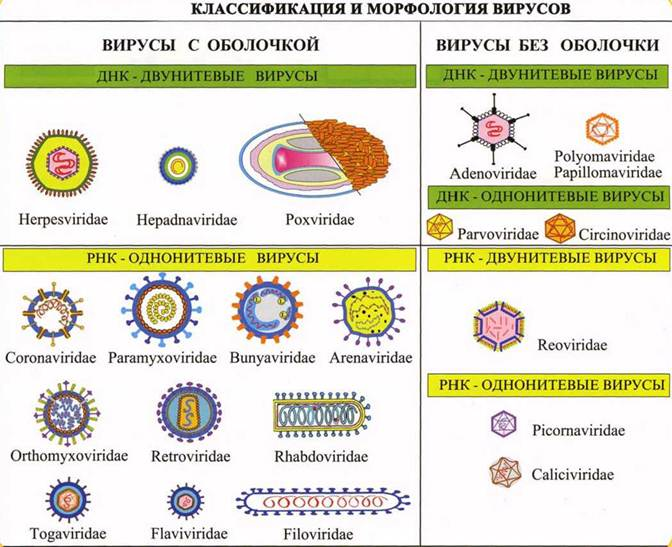 КЛАССИФИКАЦИЯ И МОРФОЛОГИЯ ВИРУСОВ
ВИРУСЫ С ОБОЛОЧКОЙ
ДНК - ДВУНИТЕВЫЕ ВИРУСЫ
Herpesviridae Hepadnaviridae Poxviridae
РНК - ОДНОНИТЕВЫЕ ВИРУСЫ
Coronaviridae Paramyxoviridae Bunyaviridae Arenaviridae
Orthomyxoviridae Retroviridae Rhabdoviridae
Togaviridae Flaviviridae Filoviridae
ВИРУСЫ БЕЗ ОБОЛОЧКИ
ДНК - ДВУНИТЕВЫЕ ВИРУСЫ
Adenoviridae
Polyomaviridae
Papillomaviridae
ДНК - ОДНОНИТЕВЫЕ ВИРУСЫ
Parvoviridae Circinoviridae
РНК - ДВУНИТЕВЫЕ ВИРУСЫ
Reoviridae
РНК - ОДНОНИТЕВЫЕ ВИРУСЫ
Picornaviridae
Caliciviridae